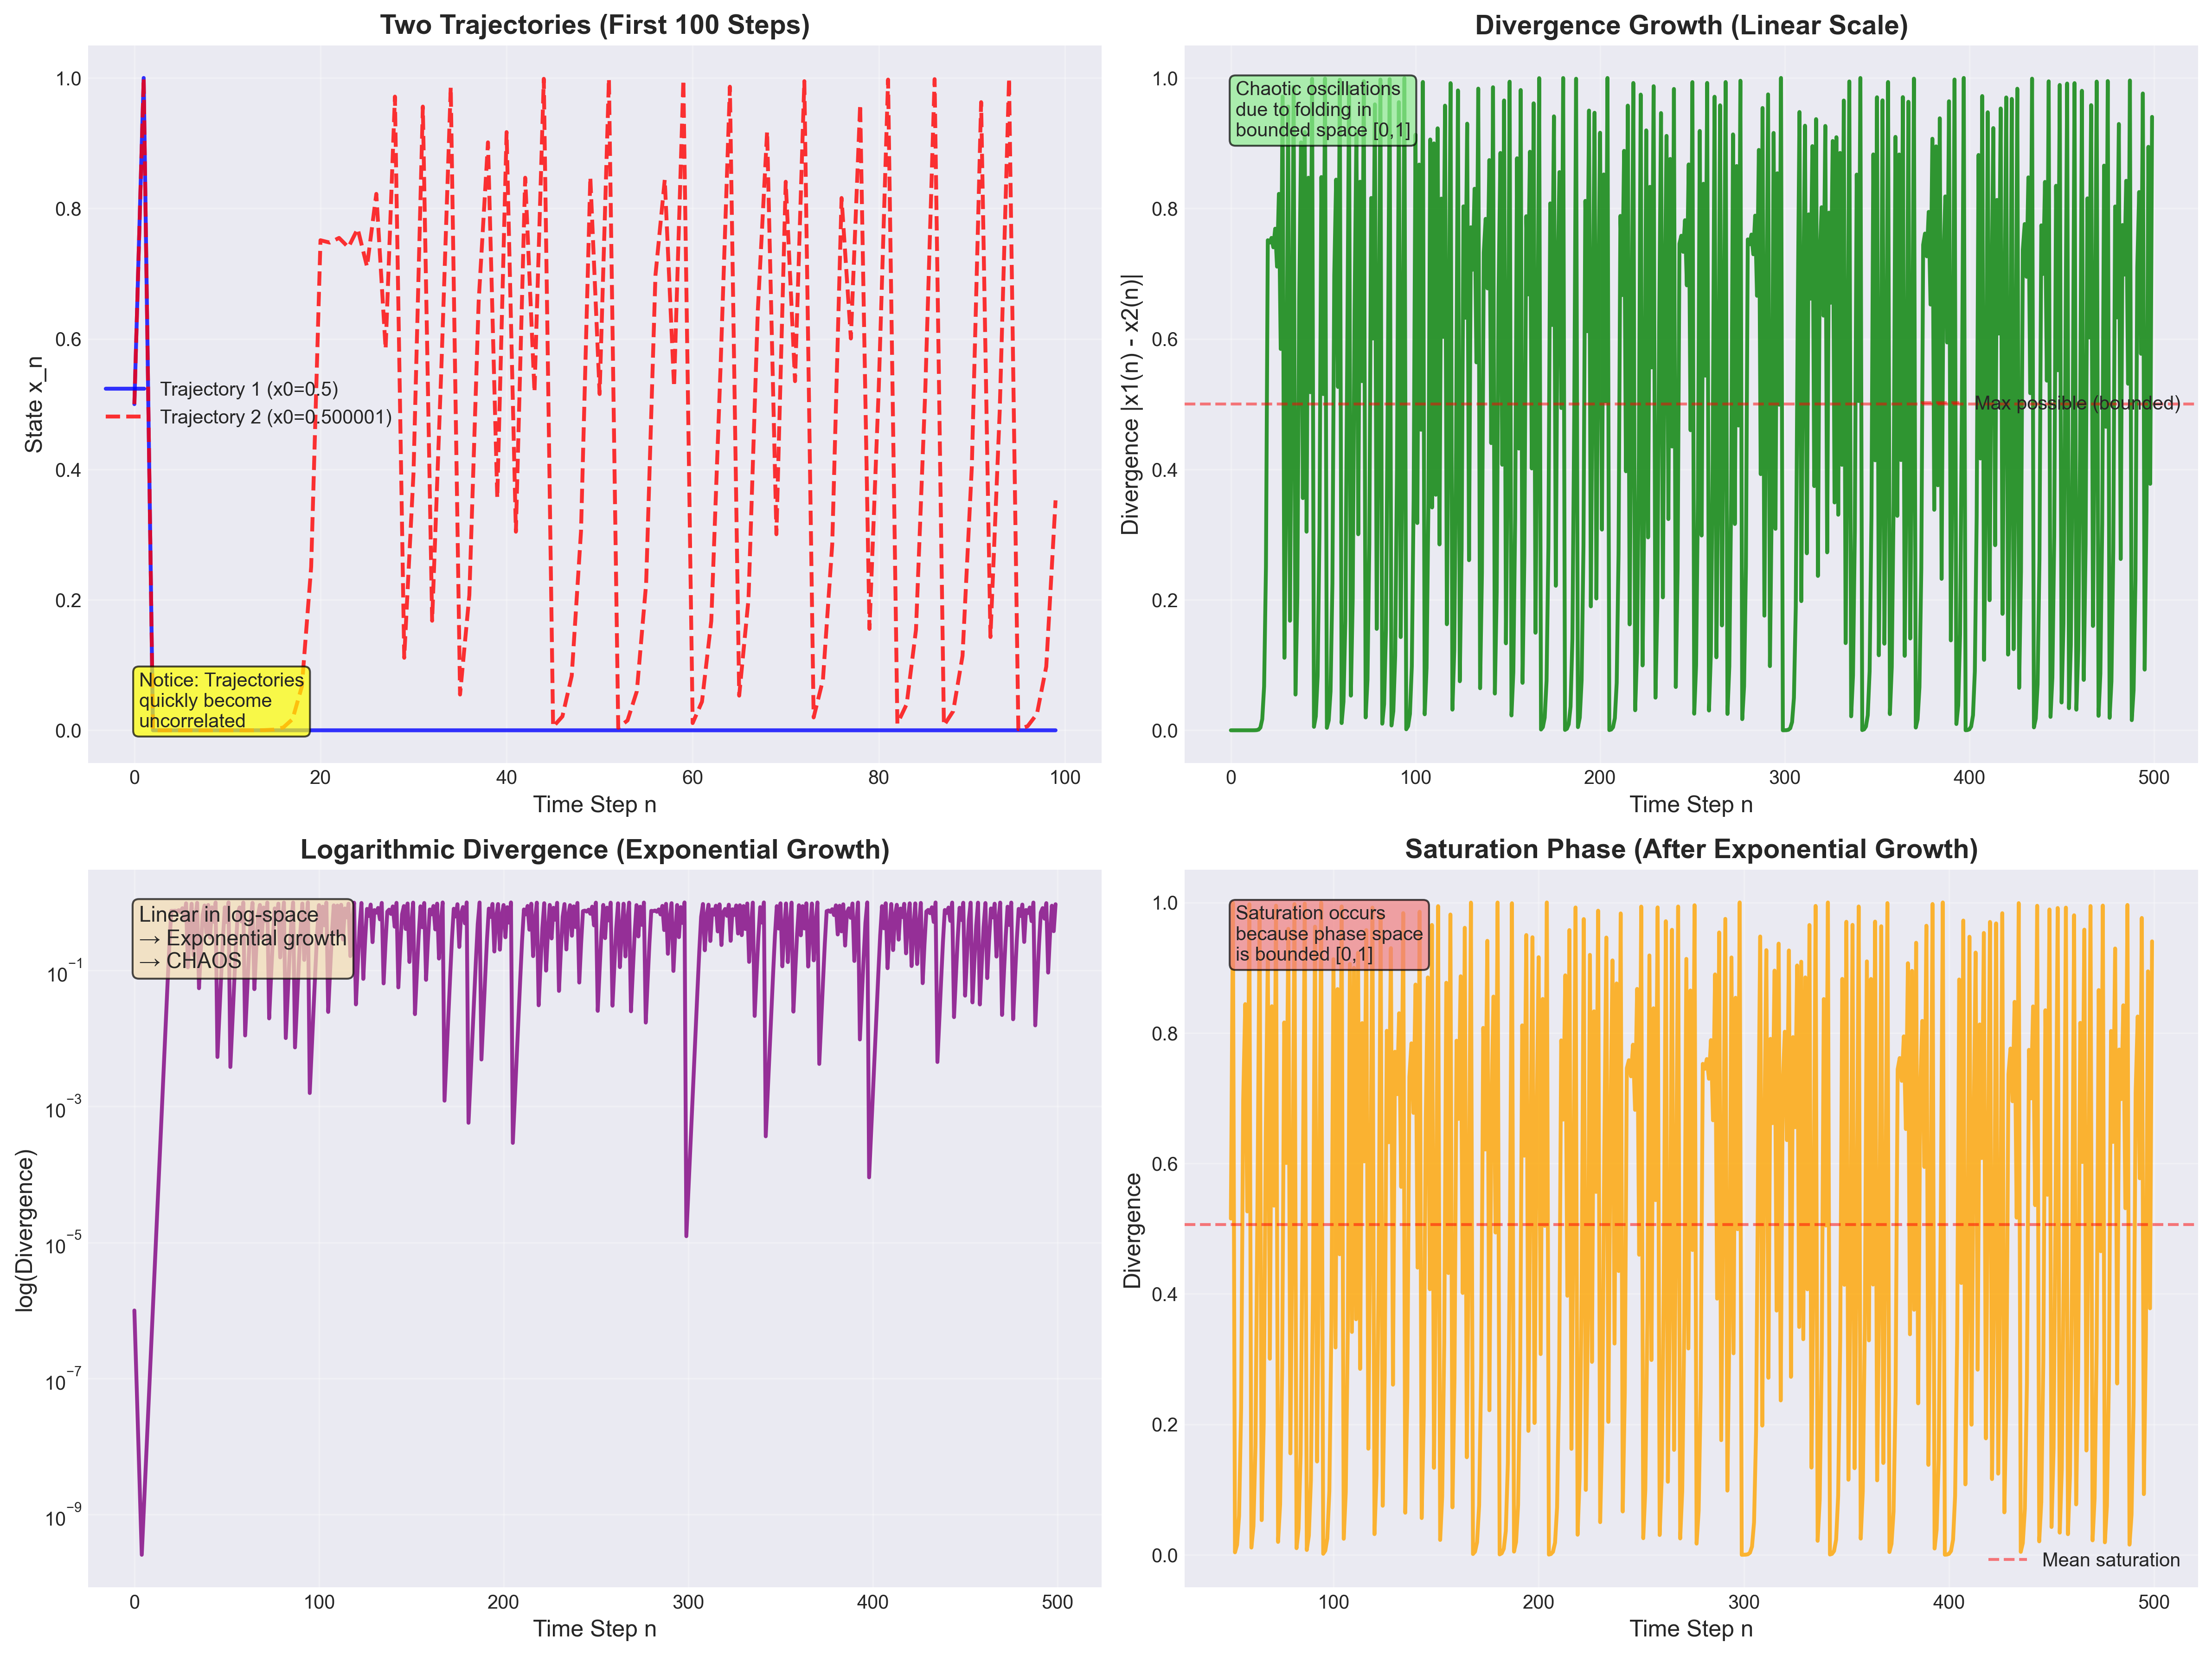 Two Trajectories (First 100 Steps)
State x_n
1.0
0.8
0.6
0.4
0.2
0.0
Trajectory 1 (x0=0.5)
Trajectory 2 (x0=0.500001)
Notice: Trajectories
quickly become
uncorrelated
0 20 40 60 80 100
Time Step n
Divergence Growth (Linear Scale)
Divergence |x1(n) - x2(n)|
1.0
0.8
0.6
0.4
0.2
0.0
Chaotic oscillations
due to folding in
bounded space [0,1]
Max possible (bounded)
0 100 200 300 400 500
Time Step n
Logarithmic Divergence (Exponential Growth)
log(Divergence)
10⁻¹
10⁻³
10⁻⁵
10⁻⁷
10⁻⁹
Linear in log-space
→ Exponential growth
→ CHAOS
0 100 200 300 400 500
Time Step n
Saturation Phase (After Exponential Growth)
Divergence
1.0
0.8
0.6
0.4
0.2
0.0
Saturation occurs
because phase space
is bounded [0,1]
Mean saturation
100 200 300 400 500
Time Step n